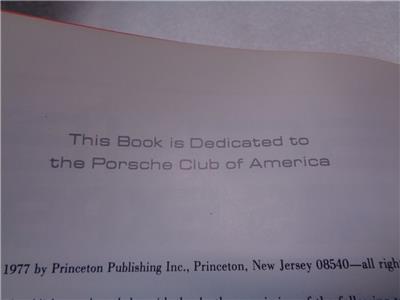 This Book is Dedicated to
the Porsche Club of America
1977 by Princeton Publishing Inc., Princeton, New Jersey 08540—all righ